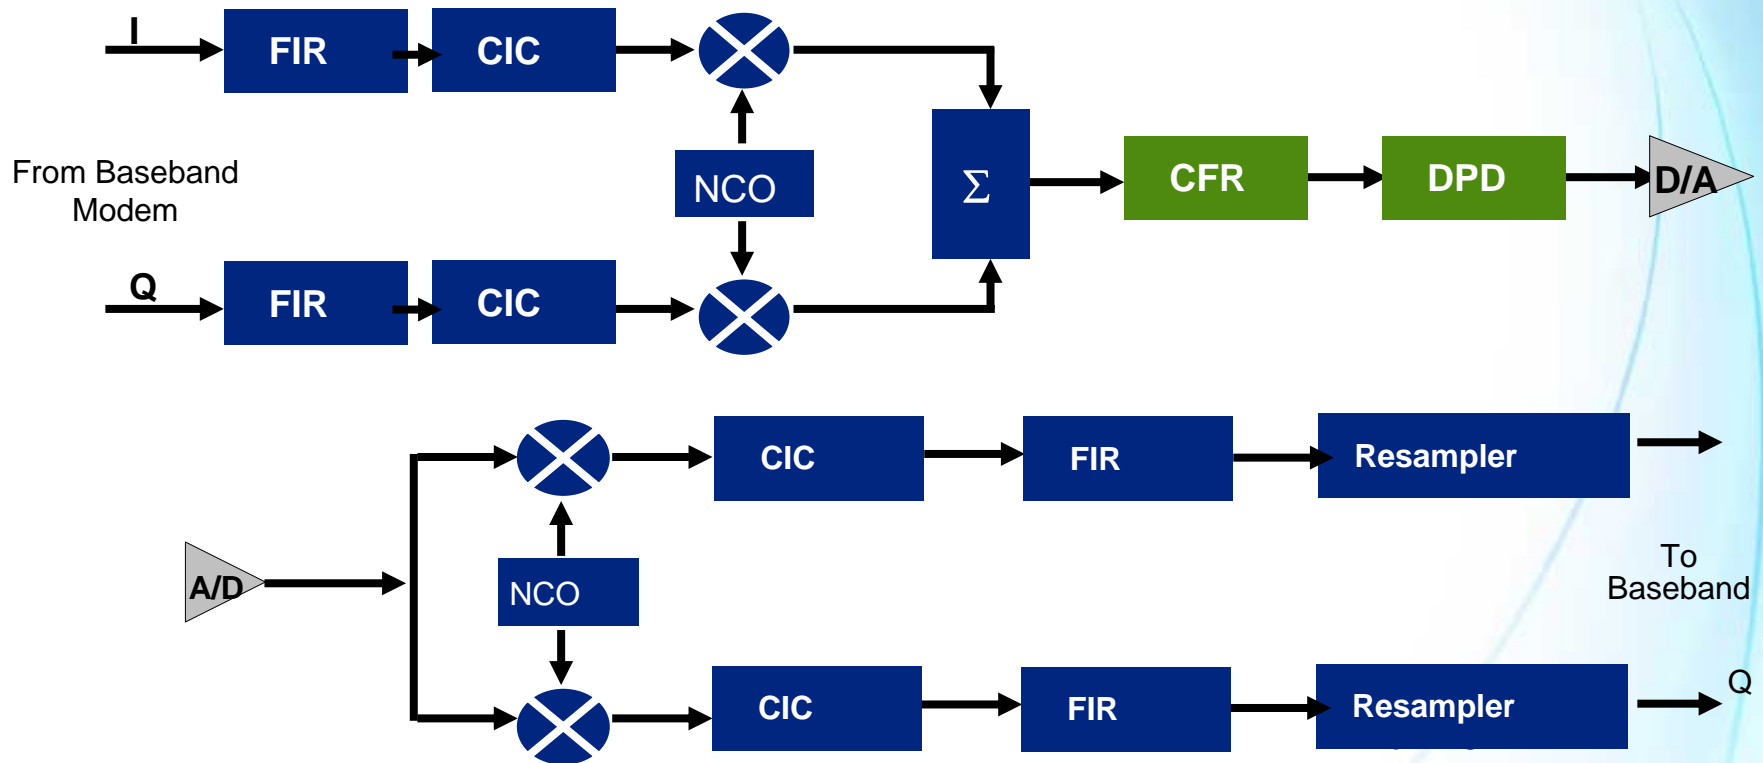 I
FIR
CIC
From Baseband
Modem
NCO
Σ
CFR
DPD
D/A
Q
FIR
CIC
CIC
FIR
Resampler
A/D
NCO
To
Baseband
CIC
FIR
Resampler
Q